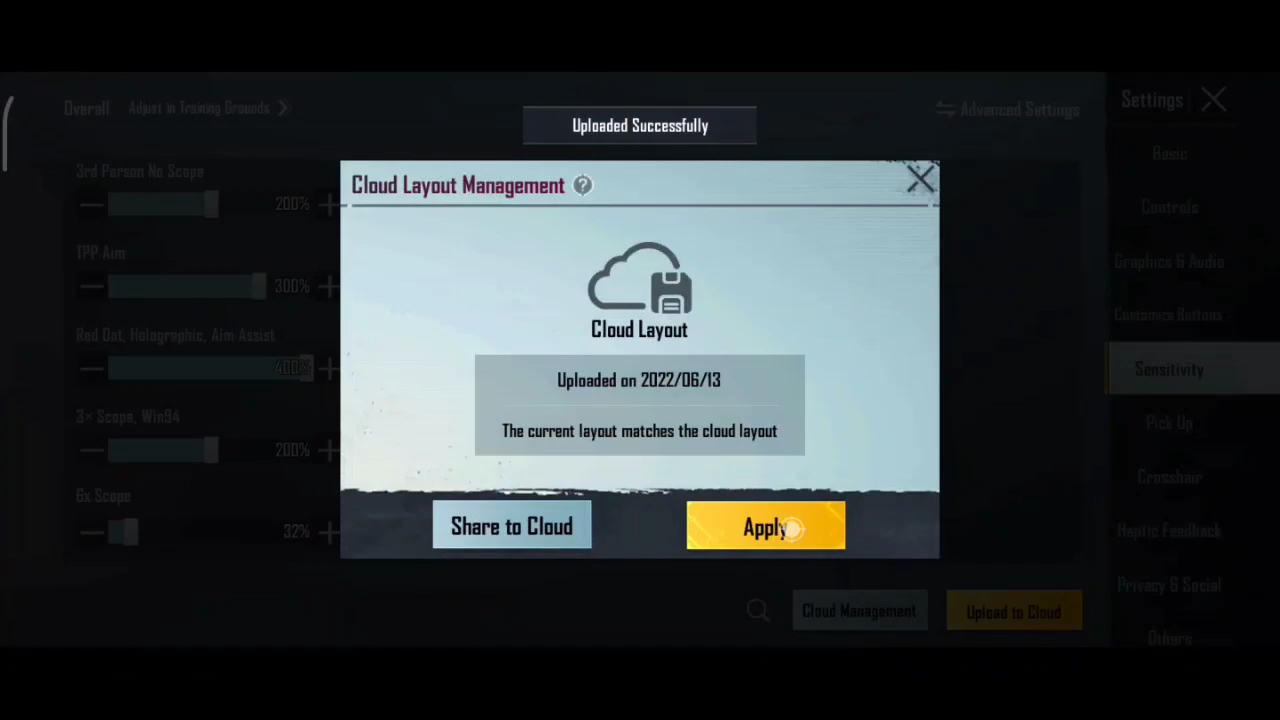 Overall
Adjust in Training Grounds
Uploaded Successfully
Advanced Settings
Settings
Cloud Layout Management ?
Basic
3rd Person No Scope
200%
Controls
TPP Aim
300%
Graphics & Audio
Customize Buttons
Cloud Layout
Red Dot, Holographic, Aim Assist
400%
Sensitivity
Uploaded on 2022/06/13
The current layout matches the cloud layout
3× Scope, Win94
200%
Pick Up
Crosshair
6x Scope
32%
Share to Cloud
Apply
Haptic Feedback
Privacy & Social
Cloud Management
Upload to Cloud
Others